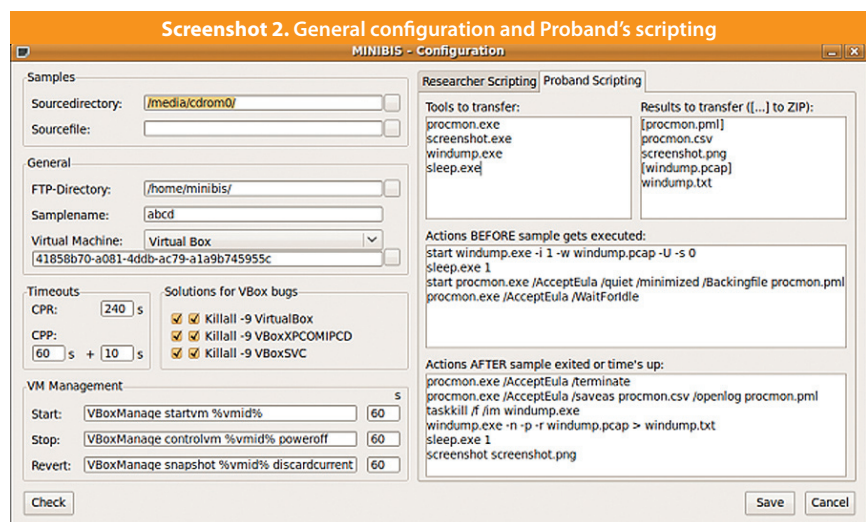 Screenshot 2. General configuration and Proband's scripting
MINIBIS - Configuration
Samples
Sourcedirectory: /media/cdrom0/
Sourcefile:
General
FTP-Directory: /home/minibis/
Samplename: abcd
Virtual Machine: Virtual Box
41858b70-a081-4ddb-ac79-a1a9b745955c
Timeouts
CPR: 240 s
CPP:
60 s + 10 s
Solutions for VBox bugs
Killall -9 VirtualBox
Killall -9 VBoxXPCOMIPCD
Killall -9 VBoxSVC
VM Management
s
Start: VBoxManage startvm %vmid% 60
Stop: VBoxManage controlvm %vmid% poweroff 60
Revert: VBoxManage snapshot %vmid% discardcurrent 60
Check
Researcher Scripting Proband Scripting
Tools to transfer:
procmon.exe
screenshot.exe
windump.exe
sleep.exe
Results to transfer ([...] to ZIP):
[procmon.pml]
procmon.csv
screenshot.png
[windump.pcap]
windump.txt
Actions BEFORE sample gets executed:
start windump.exe -i 1 -w windump.pcap -U -s 0
sleep.exe 1
start procmon.exe /AcceptEula /quiet /minimized /Backingfile procmon.pml
procmon.exe /AcceptEula /WaitForIdle
Actions AFTER sample exited or time's up:
procmon.exe /AcceptEula /terminate
procmon.exe /AcceptEula /saveas procmon.csv /openlog procmon.pml
taskkill /f /im windump.exe
windump.exe -n -p -r windump.pcap > windump.txt
sleep.exe 1
screenshot screenshot.png
Save Cancel